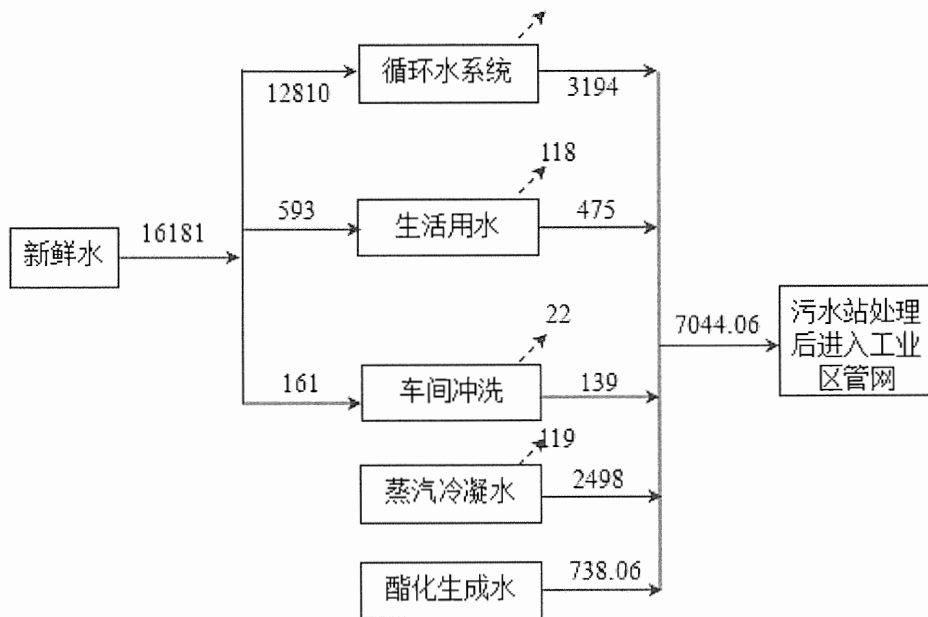 循环水系统
12810
3194
118
593
生活用水
475
新鲜水
16181
22
161
车间冲洗
139
7044.06
污水站处理
后进入工业
区管网
119
蒸汽冷凝水
2498
酯化生成水
738.06